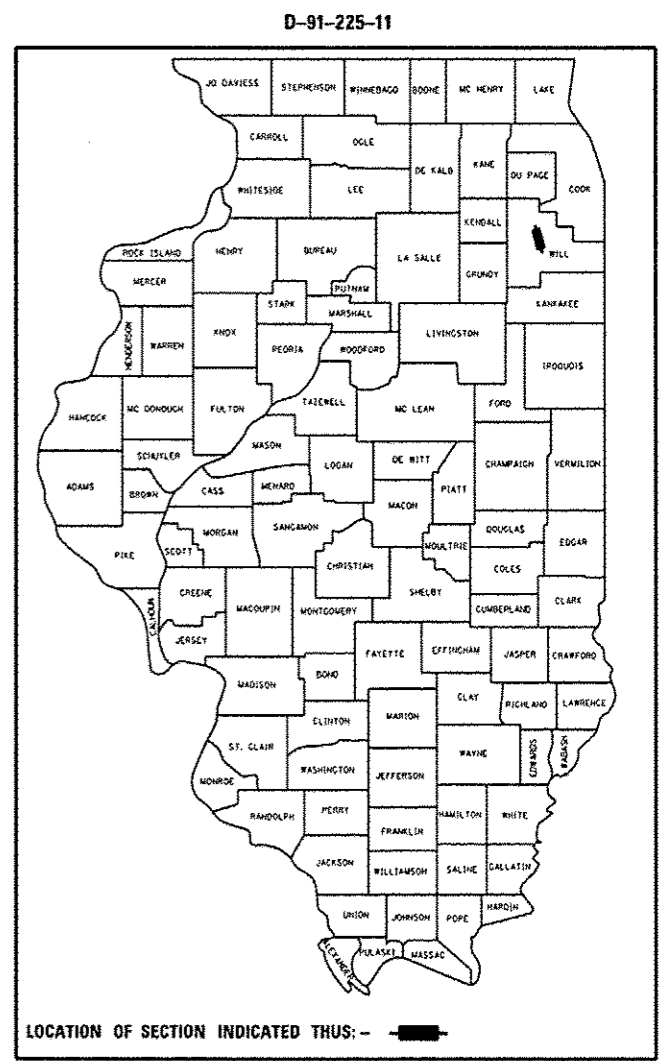 D-91-225-11
JO DAVIESS STEPHENSON WINNEBAGO BOONE MC HENRY LAKE
CARROLL OGLE DE KALB KANE DU PAGE COOK
WHITESIDE LEE
KENDALL WILL
ROCK ISLAND HENRY BUREAU LA SALLE GRUNDY
MERCER PUTNAM KANKAKEE
STARK MARSHALL
HENDERSON WARREN KNOX PEORIA WOODFORD LIVINGSTON IROQUOIS
HANCOCK MC DONOUGH FULTON TAZEWELL MC LEAN FORD
MASON
SCHUYLER LOGAN DE WITT CHAMPAIGN VERMILION
ADAMS BROWN CASS MENARD PIATT
MACON
PIKE SCOTT MORGAN SANGAMON DOUGLAS EDGAR
CHRISTIAN MOULTRIE COLES
CALHOUN GREENE MACOUPIN MONTGOMERY SHELBY CUMBERLAND CLARK
JERSEY
FAYETTE EFFINGHAM JASPER CRAWFORD
MADISON BOND
CLAY RICHLAND LAWRENCE
CLINTON MARION
ST. CLAIR WAYNE EDWARDS WABASH
WASHINGTON JEFFERSON
MONROE
RANDOLPH PERRY HAMILTON WHITE
FRANKLIN
JACKSON WILLIAMSON SALINE GALLATIN
UNION JOHNSON POPE HARDIN
ALEXANDER PULASKI MASSAC
LOCATION OF SECTION INDICATED THUS:-